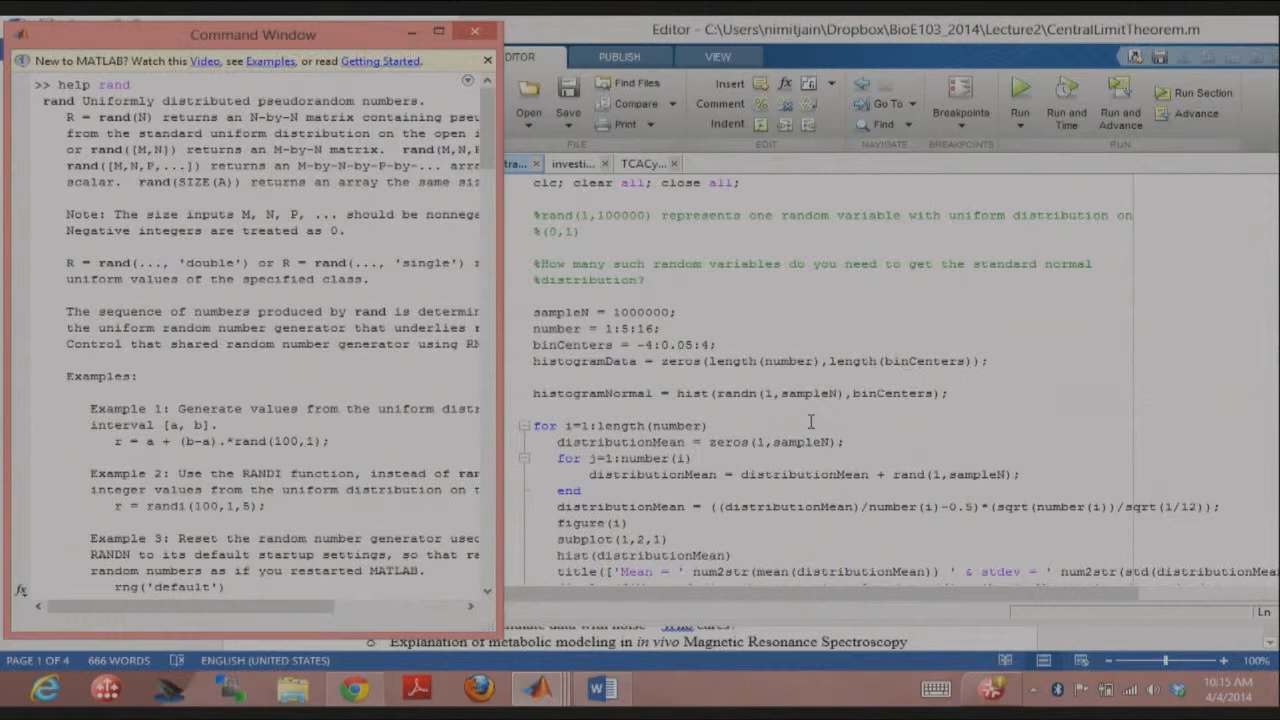 Command Window
New to MATLAB? Watch this Video, see Examples, or read Getting Started.
>> help rand
rand Uniformly distributed pseudorandom numbers.
R = rand(N) returns an N-by-N matrix containing pseu
from the standard uniform distribution on the open i
or rand([M,N]) returns an M-by-N matrix. rand(M,N,P
rand([M,N,P,...]) returns an M-by-N-by-P-by-... arra
scalar. rand(SIZE(A)) returns an array the same siz
Note: The size inputs M, N, P, ... should be nonnega
Negative integers are treated as 0.
R = rand(..., 'double') or R = rand(..., 'single') r
uniform values of the specified class.
The sequence of numbers produced by rand is determin
the uniform random number generator that underlies r
Control that shared random number generator using RN
Examples:
Example 1: Generate values from the uniform distr
interval [a, b].
r = a + (b-a).*rand(100,1);
Example 2: Use the RANDI function, instead of ran
integer values from the uniform distribution on t
r = randi(100,1,5);
Example 3: Reset the random number generator used
RANDN to its default startup settings, so that ra
random numbers as if you restarted MATLAB.
rng('default')
fx
Editor - C:\Users\nimitjain\Dropbox\BioE103_2014\Lecture2\CentralLimitTheorem.m
DITOR PUBLISH VIEW
Open Save Find Files Compare Print
FILE
Insert fx
Comment
Indent
EDIT
Go To
Find
NAVIGATE
Breakpoints
BREAKPOINTS
Run Run and Time Run and Advance Run Section Advance
RUN
tra... investi... TCACy...
clc; clear all; close all;
%rand(1,100000) represents one random variable with uniform distribution on
%(0,1)
%How many such random variables do you need to get the standard normal
%distribution?
sampleN = 1000000;
number = 1:5:16;
binCenters = -4:0.05:4;
histogramData = zeros(length(number),length(binCenters));
histogramNormal = hist(randn(1,sampleN),binCenters);
for i=1:length(number)
distributionMean = zeros(1,sampleN);
for j=1:number(i)
distributionMean = distributionMean + rand(1,sampleN);
end
distributionMean = ((distributionMean)/number(i)-0.5)*(sqrt(number(i))/sqrt(1/12));
figure(i)
subplot(1,2,1)
hist(distributionMean)
title(['Mean = ' num2str(mean(distributionMean)) ' & stdev = ' num2str(std(distributionMea
Ln
data with noise
Explanation of metabolic modeling in in vivo Magnetic Resonance Spectroscopy
PAGE 1 OF 4 666 WORDS ENGLISH (UNITED STATES) 100%
10:15 AM
4/4/2014